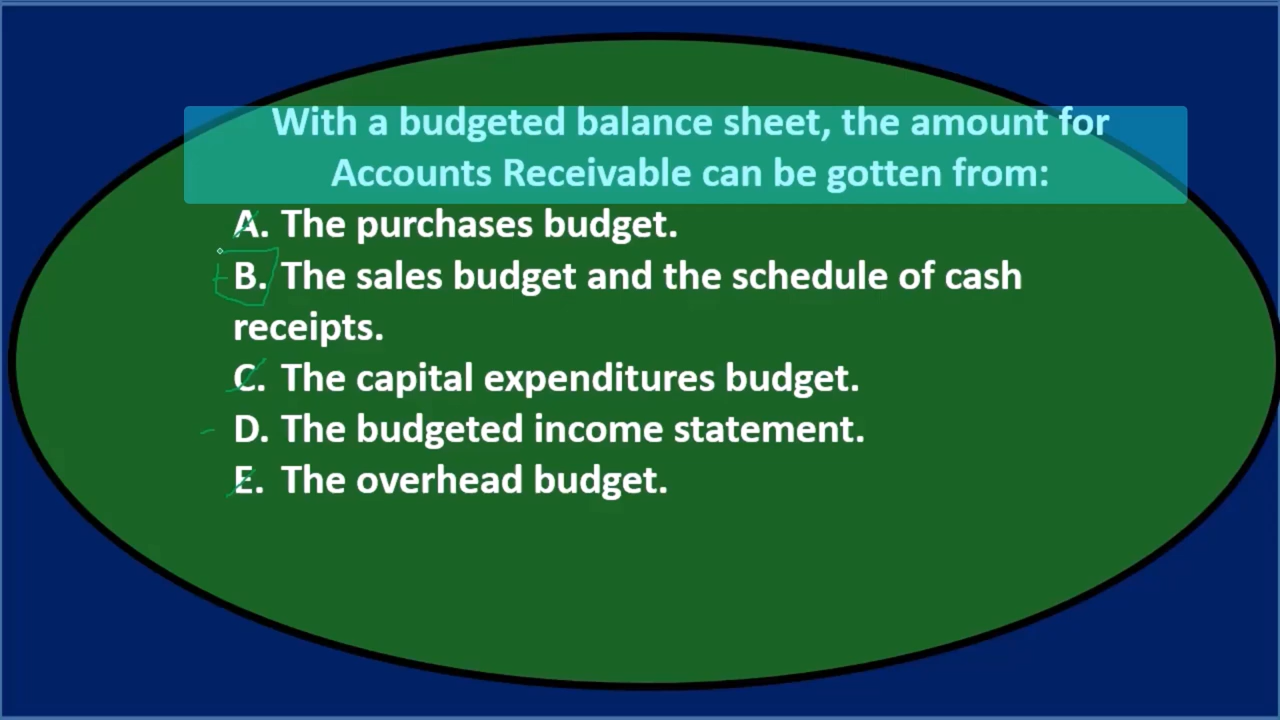 With a budgeted balance sheet, the amount for
Accounts Receivable can be gotten from:
A. The purchases budget.
B. The sales budget and the schedule of cash
receipts.
C. The capital expenditures budget.
D. The budgeted income statement.
E. The overhead budget.